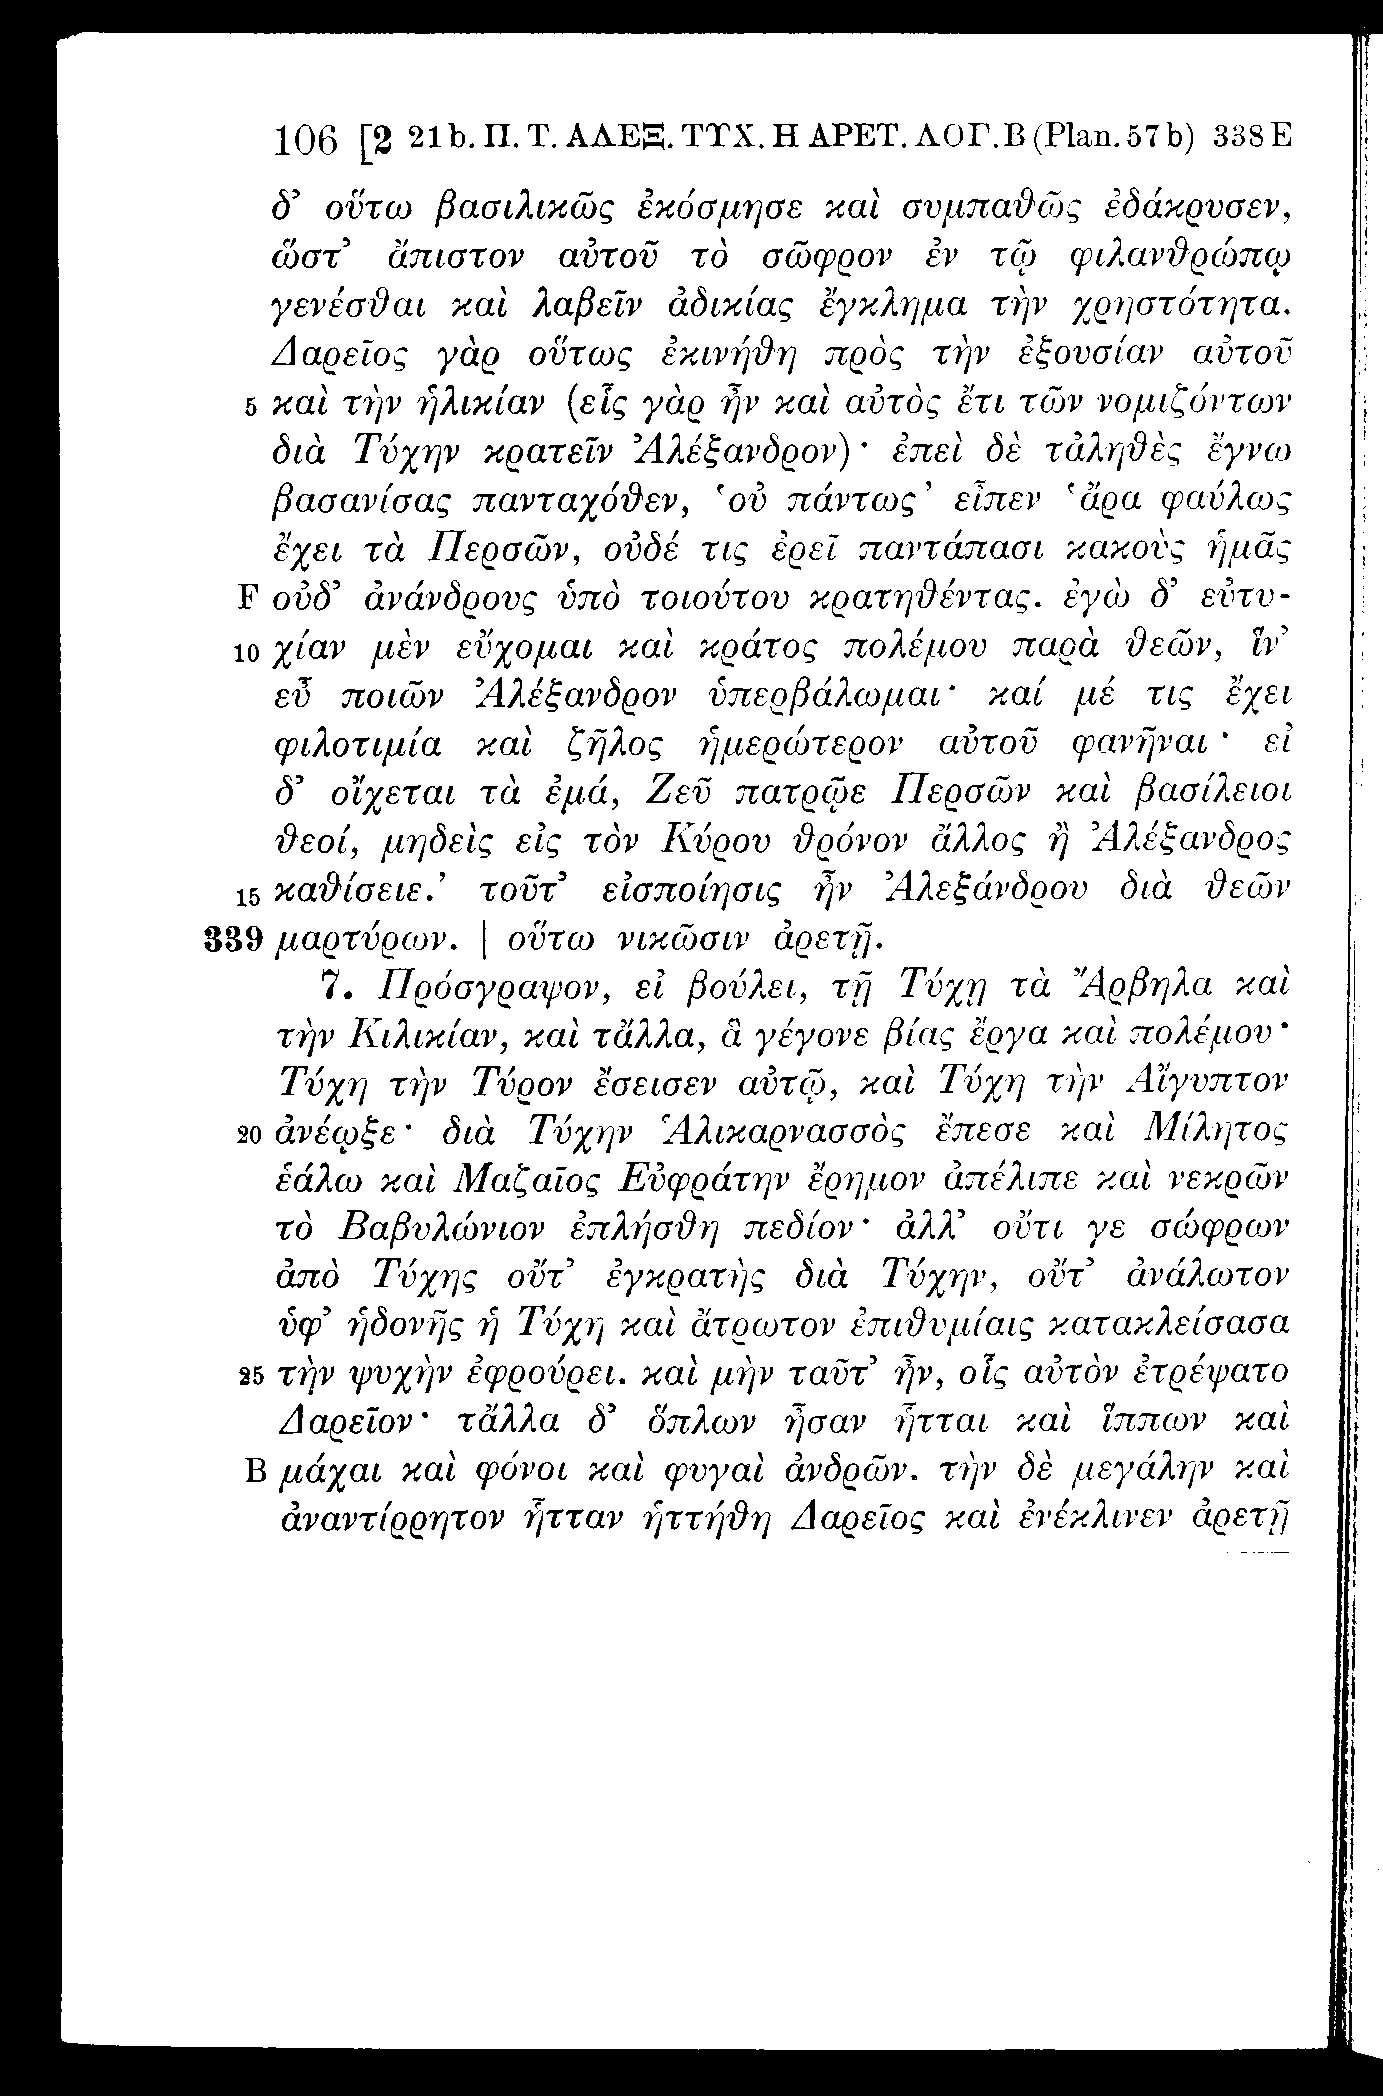 106 [2 21b. Π. Τ. ΑΛΕΞ. ΤΥΧ. Η ΑΡΕΤ. ΛΟΓ. Β (Plan. 57b) 338 E
δ’ οὕτω βασιλικῶς ἐκόσμησε καὶ συμπαθῶς ἐδάκρυσεν,
ὥστ’ ἄπιστον αὐτοῦ τὸ σῶφρον ἐν τῷ φιλανθρώπῳ
γενέσθαι καὶ λαβεῖν ἀδικίας ἔγκλημα τὴν χρηστότητα.
Δαρεῖος γὰρ οὕτως ἐκινήθη πρὸς τὴν ἐξουσίαν αὐτοῦ
5 καὶ τὴν ἡλικίαν (εἷς γὰρ ἦν καὶ αὐτὸς ἔτι τῶν νομιζόντων
διὰ Τύχην κρατεῖν Ἀλέξανδρον)· ἐπεὶ δὲ τἀληθὲς ἔγνω
βασανίσας πανταχόθεν, ‘οὐ πάντως’ εἶπεν ‘ἄρα φαύλως
ἔχει τὰ Περσῶν, οὐδέ τις ἐρεῖ παντάπασι κακοὺς ἡμᾶς
F οὐδ’ ἀνάνδρους ὑπὸ τοιούτου κρατηθέντας. ἐγὼ δ’ εὐτυ-
10 χίαν μὲν εὔχομαι καὶ κράτος πολέμου παρὰ θεῶν, ἵν’
εὖ ποιῶν Ἀλέξανδρον ὑπερβάλωμαι· καί μέ τις ἔχει
φιλοτιμία καὶ ζῆλος ἡμερώτερον αὐτοῦ φανῆναι· εἰ
δ’ οἴχεται τὰ ἐμά, Ζεῦ πατρῷε Περσῶν καὶ βασίλειοι
θεοί, μηδεὶς εἰς τὸν Κύρου θρόνον ἄλλος ἢ Ἀλέξανδρος
15 καθίσειε.’ τοῦτ’ εἰσποίησις ἦν Ἀλεξάνδρου διὰ θεῶν
339 μαρτύρων. | οὕτω νικῶσιν ἀρετῇ.
7. Πρόσγραψον, εἰ βούλει, τῇ Τύχῃ τὰ Ἄρβηλα καὶ
τὴν Κιλικίαν, καὶ τἄλλα, ἃ γέγονε βίας ἔργα καὶ πολέμου·
Τύχη τὴν Τύρον ἔσεισεν αὐτῷ, καὶ Τύχη τὴν Αἴγυπτον
20 ἀνέῳξε· διὰ Τύχην Ἁλικαρνασσὸς ἔπεσε καὶ Μίλητος
ἑάλω καὶ Μαζαῖος Εὐφράτην ἔρημον ἀπέλιπε καὶ νεκρῶν
τὸ Βαβυλώνιον ἐπλήσθη πεδίον· ἀλλ’ οὔτι γε σώφρων
ἀπὸ Τύχης οὔτ’ ἐγκρατὴς διὰ Τύχην, οὔτ’ ἀνάλωτον
ὑφ’ ἡδονῆς ἡ Τύχη καὶ ἄτρωτον ἐπιθυμίαις κατακλείσασα
25 τὴν ψυχὴν ἐφρούρει. καὶ μὴν ταῦτ’ ἦν, οἷς αὐτὸν ἐτρέψατο
Δαρεῖον· τἄλλα δ’ ὅπλων ἦσαν ἧτται καὶ ἵππων καὶ
B μάχαι καὶ φόνοι καὶ φυγαὶ ἀνδρῶν. τὴν δὲ μεγάλην καὶ
ἀναντίρρητον ἧτταν ἡττήθη Δαρεῖος καὶ ἐνέκλινεν ἀρετῇ